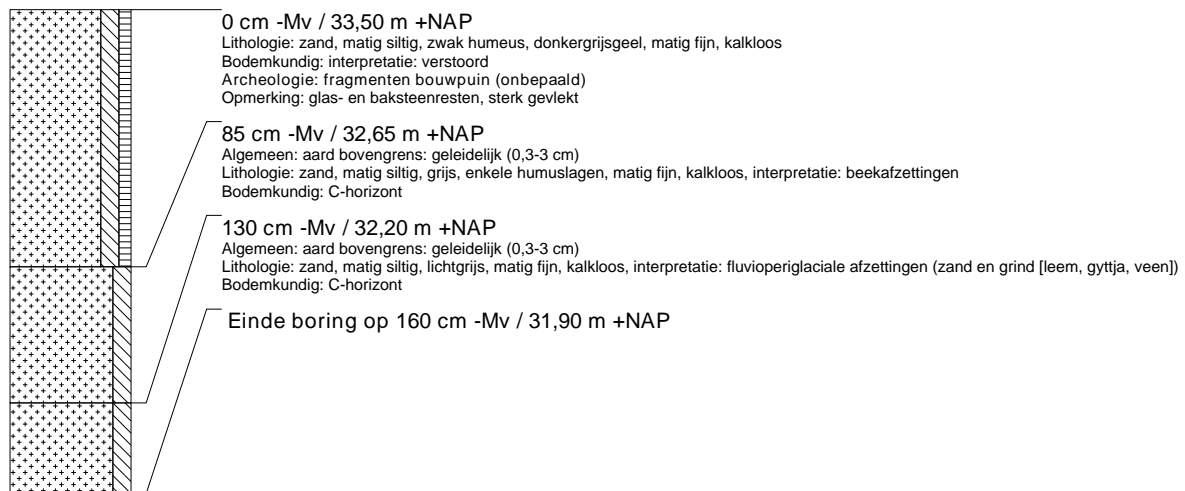 0 cm -Mv / 33,50 m +NAP
Lithologie: zand, matig siltig, zwak humeus, donkergrijsgeel, matig fijn, kalkloos
Bodemkundig: interpretatie: verstoord
Archeologie: fragmenten bouwpuin (onbepaald)
Opmerking: glas- en baksteenresten, sterk gevlekt
85 cm -Mv / 32,65 m +NAP
Algemeen: aard bovengrens: geleidelijk (0,3-3 cm)
Lithologie: zand, matig siltig, grijs, enkele humuslagen, matig fijn, kalkloos, interpretatie: beekafzettingen
Bodemkundig: C-horizont
130 cm -Mv / 32,20 m +NAP
Algemeen: aard bovengrens: geleidelijk (0,3-3 cm)
Lithologie: zand, matig siltig, lichtgrijs, matig fijn, kalkloos, interpretatie: fluvioperiglaciale afzettingen (zand en grind [leem, gyttja, veen])
Bodemkundig: C-horizont
Einde boring op 160 cm -Mv / 31,90 m +NAP